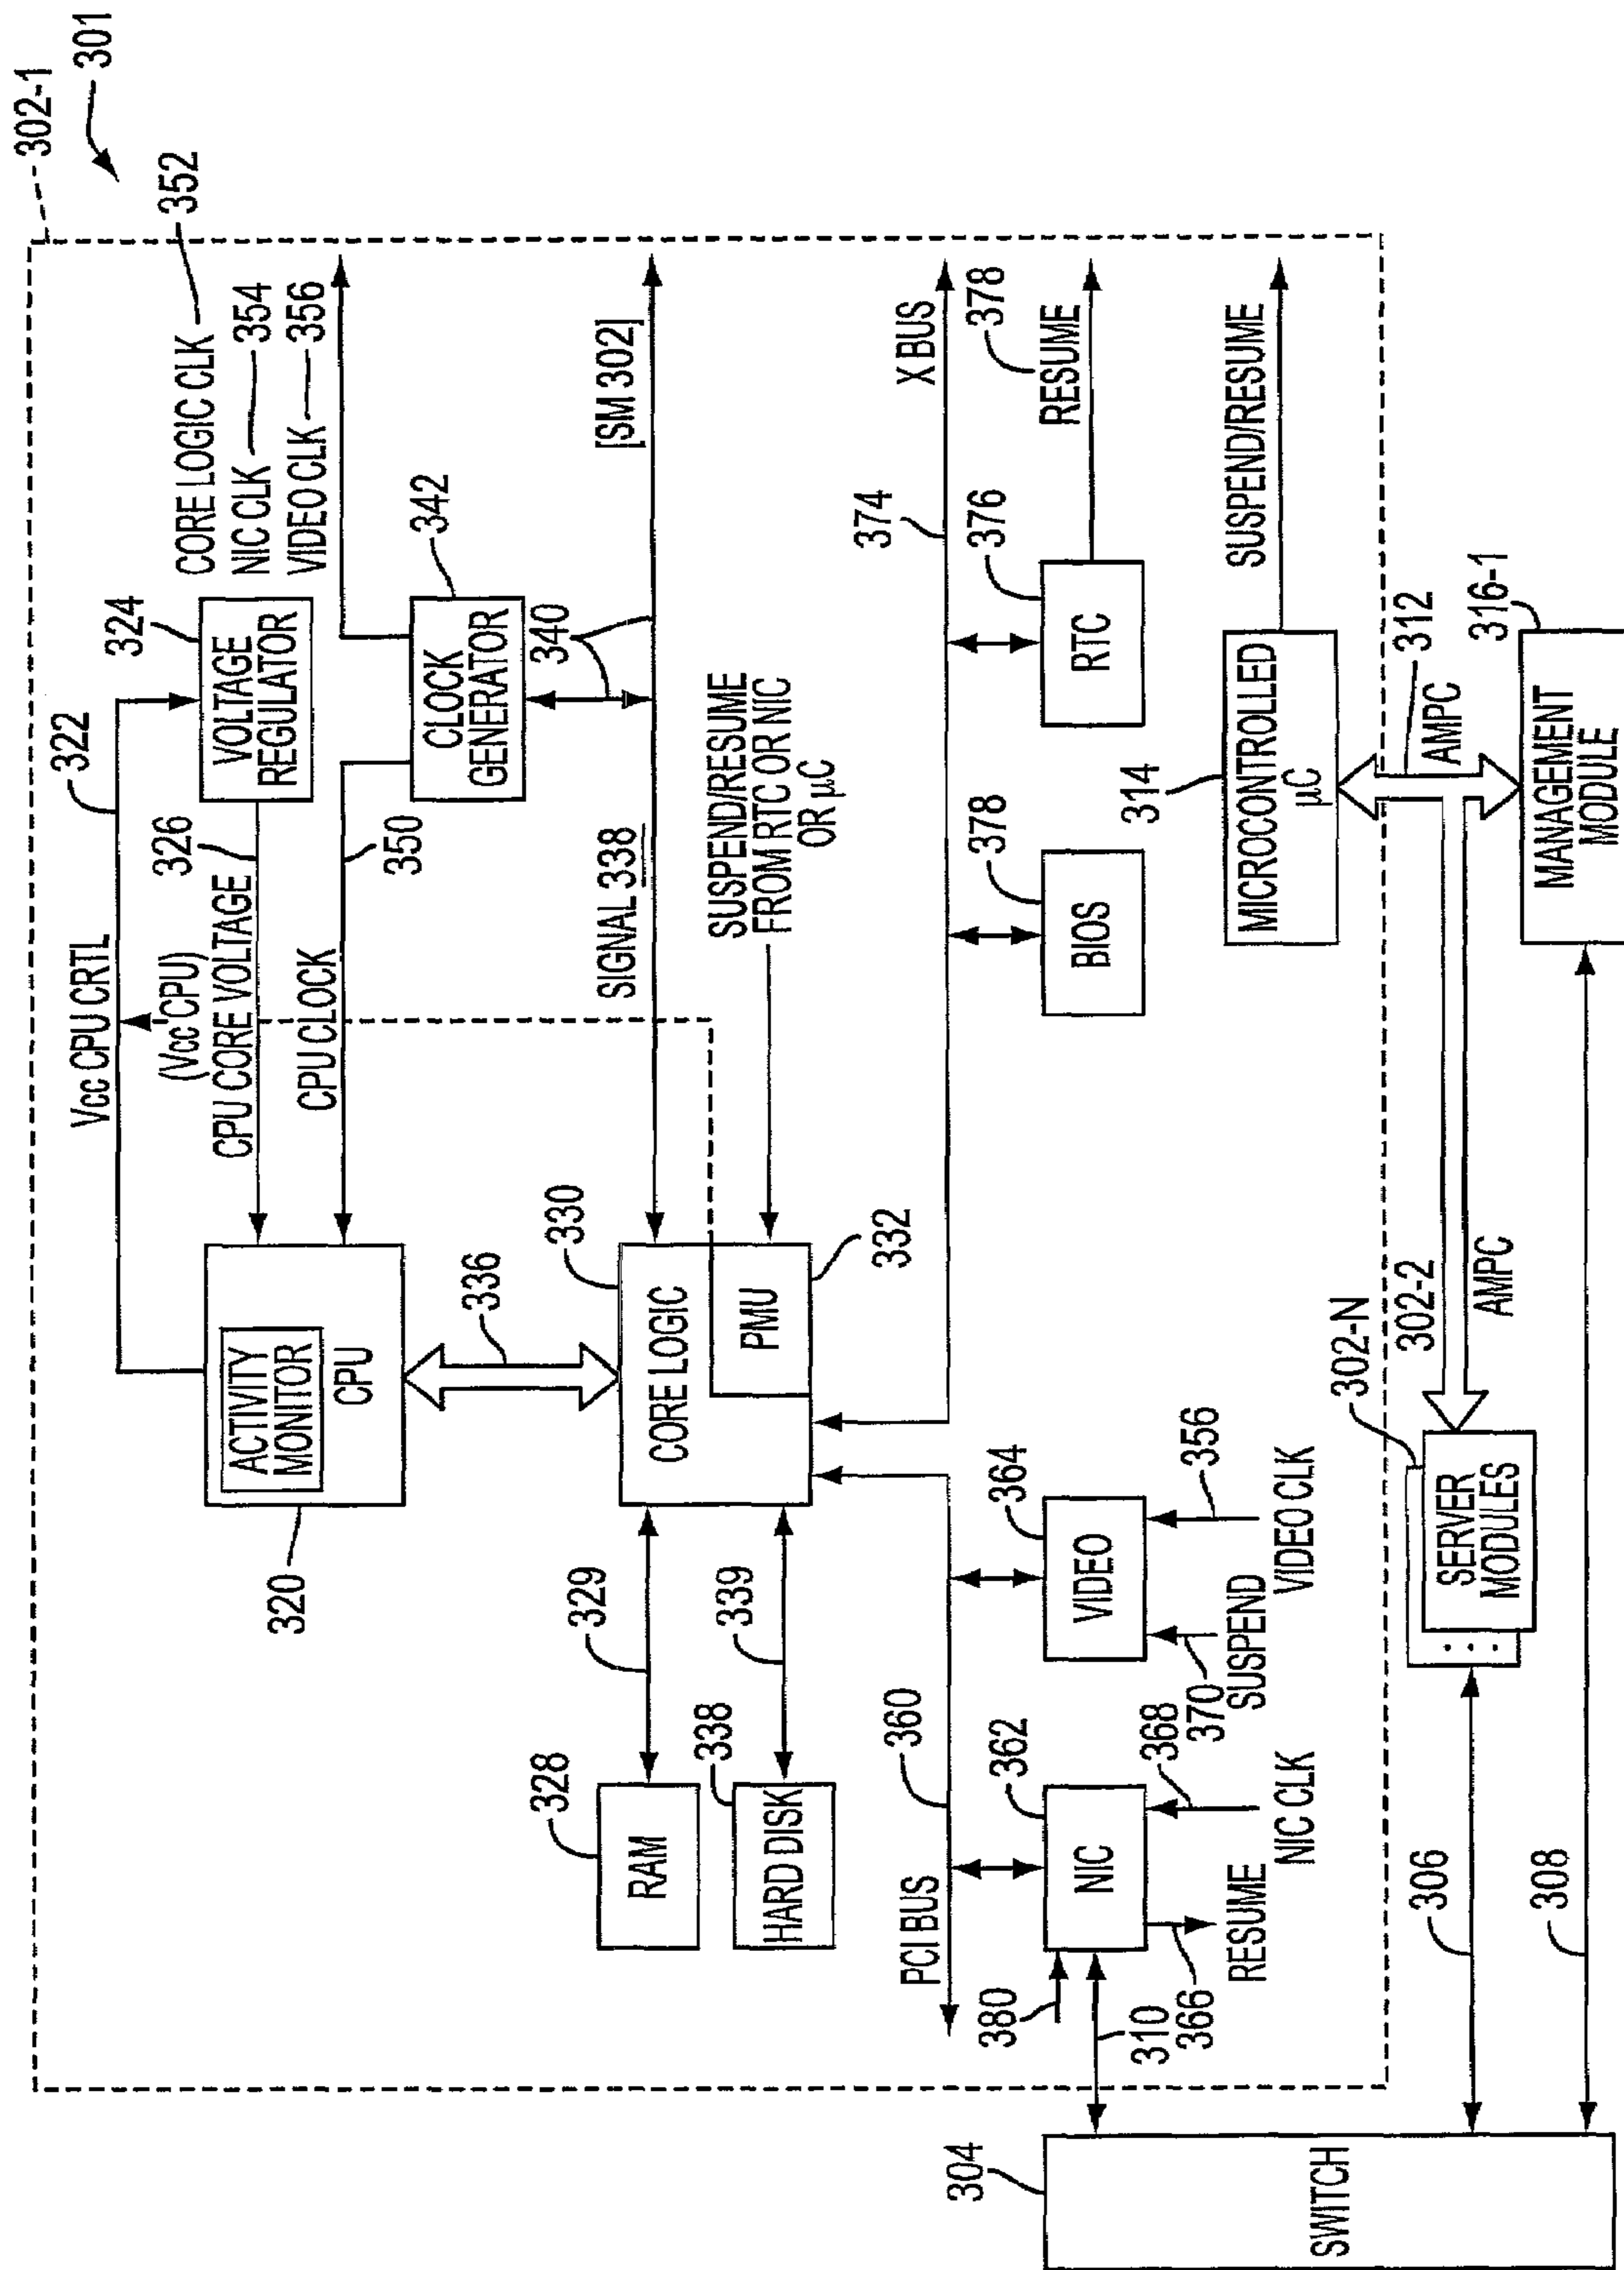 302-1
301
322
324
Vcc CPU CRTL
VOLTAGE
REGULATOR
CORE LOGIC CLK
352
NIC CLK
354
VIDEO CLK
356
326
(Vcc CPU)
CPU CORE VOLTAGE
350
CPU CLOCK
342
CLOCK
GENERATOR
340
320
ACTIVITY
MONITOR
CPU
336
SIGNAL 338
[SM 302]
SUSPEND/RESUME
FROM RTC OR NIC
OR µC
328
RAM
329
338
HARD DISK
339
330
CORE LOGIC
PMU
332
PCI BUS
360
374
X BUS
362
NIC
364
VIDEO
378
BIOS
376
RTC
378
RESUME
380
310
366
RESUME
368
NIC CLK
370
SUSPEND
356
VIDEO CLK
314
MICROCONTROLLED
µC
SUSPEND/RESUME
312
AMPC
302-N
302-2
AMPC
SERVER
MODULES
316-1
MANAGEMENT
MODULE
304
SWITCH
306
308